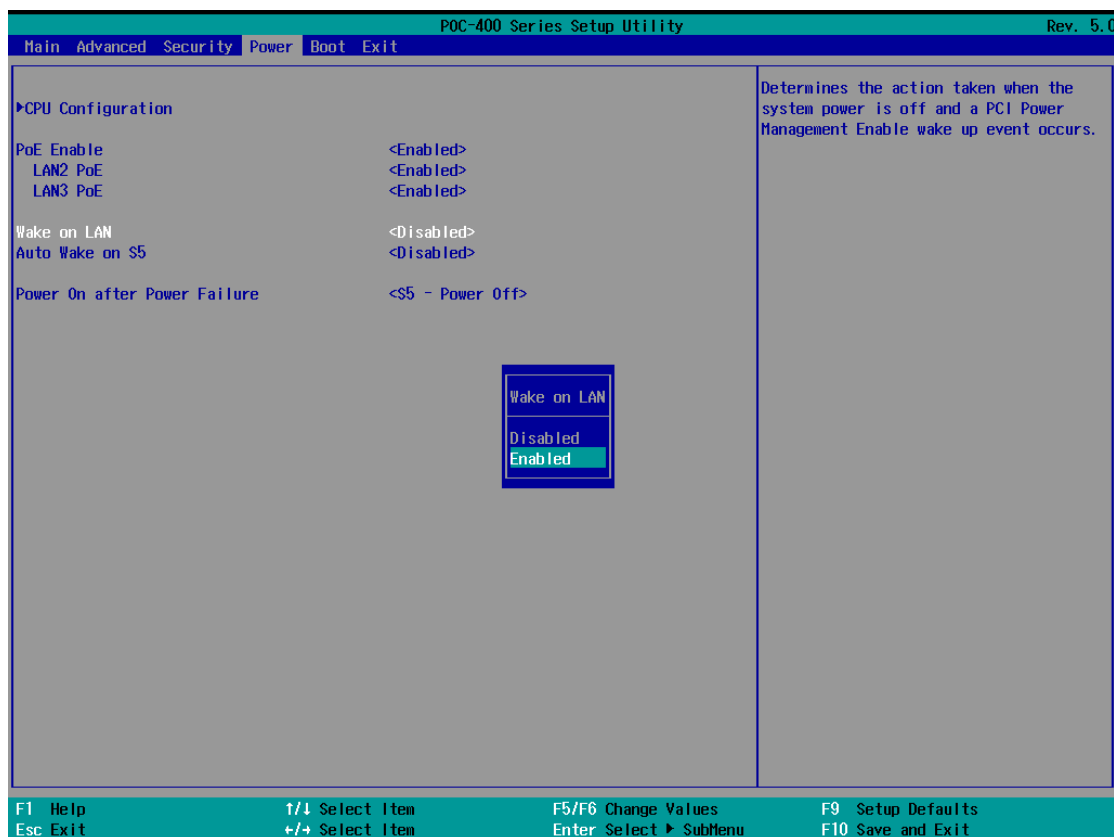 POC-400 Series Setup Utility Rev. 5.0
Main Advanced Security Power Boot Exit
▶CPU Configuration
PoE Enable <Enabled>
LAN2 PoE <Enabled>
LAN3 PoE <Enabled>
Wake on LAN <Disabled>
Auto Wake on S5 <Disabled>
Power On after Power Failure <S5 - Power Off>
Determines the action taken when the
system power is off and a PCI Power
Management Enable wake up event occurs.
Wake on LAN
Disabled
Enabled
F1 Help ↑/↓ Select Item F5/F6 Change Values F9 Setup Defaults
Esc Exit ←/→ Select Item Enter Select ▶ SubMenu F10 Save and Exit